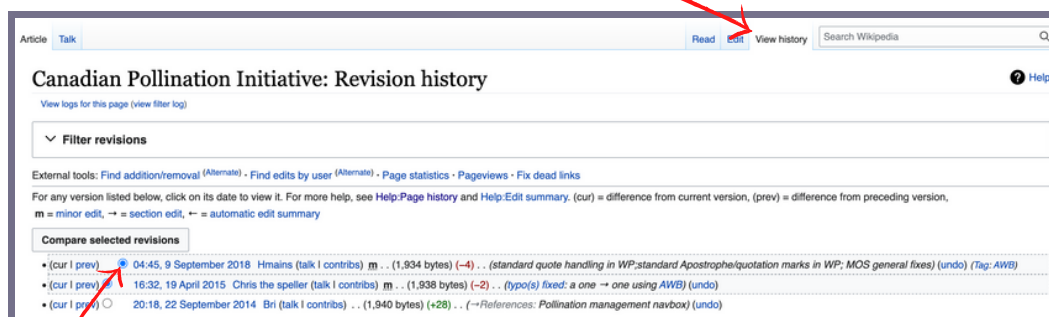 Article Talk Read Edit View history Search Wikipedia
Canadian Pollination Initiative: Revision history
Help
View logs for this page (view filter log)
Filter revisions
External tools: Find addition/removal (Alternate) · Find edits by user (Alternate) · Page statistics · Pageviews · Fix dead links
For any version listed below, click on its date to view it. For more help, see Help:Page history and Help:Edit summary. (cur) = difference from current version, (prev) = difference from preceding version,
m = minor edit, → = section edit, ← = automatic edit summary
Compare selected revisions
• (cur | prev) 04:45, 9 September 2018 Hmains (talk | contribs) m . . (1,934 bytes) (−4) . . (standard quote handling in WP;standard Apostrophe/quotation marks in WP; MOS general fixes) (undo) (Tag: AWB)
• (cur | prev) 16:32, 19 April 2015 Chris the speller (talk | contribs) m . . (1,938 bytes) (−2) . . (typo(s) fixed: a one → one using AWB) (undo)
• (cur | prev) 20:18, 22 September 2014 Bri (talk | contribs) . . (1,940 bytes) (+28) . . (→References: Pollination management navbox) (undo)